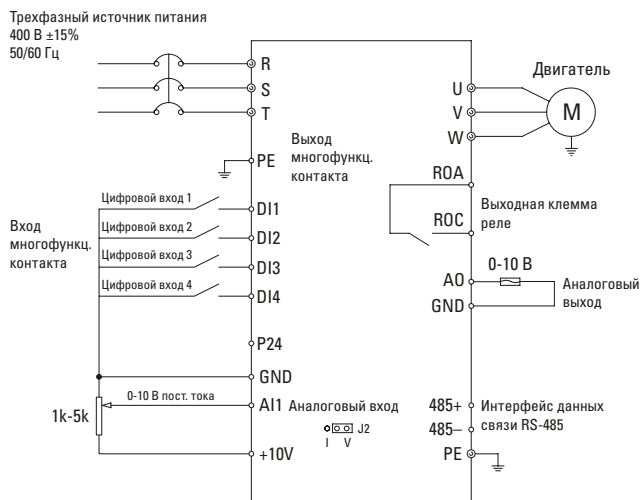 Трехфазный источник питания
400 В ±15%
50/60 Гц
R
S
T
PE
Выход
многофункц.
контакта
U
V
W
Двигатель
M
ROA
ROC
Выходная клемма
реле
Вход
многофункц.
контакта
Цифровой вход 1
DI1
Цифровой вход 2
DI2
Цифровой вход 3
DI3
Цифровой вход 4
DI4
AO
GND
0-10 В
Аналоговый
выход
P24
GND
1k-5k
0-10 В пост. тока
AI1
Аналоговый вход
J2
I V
+10V
485+
485–
Интерфейс данных
связи RS-485
PE